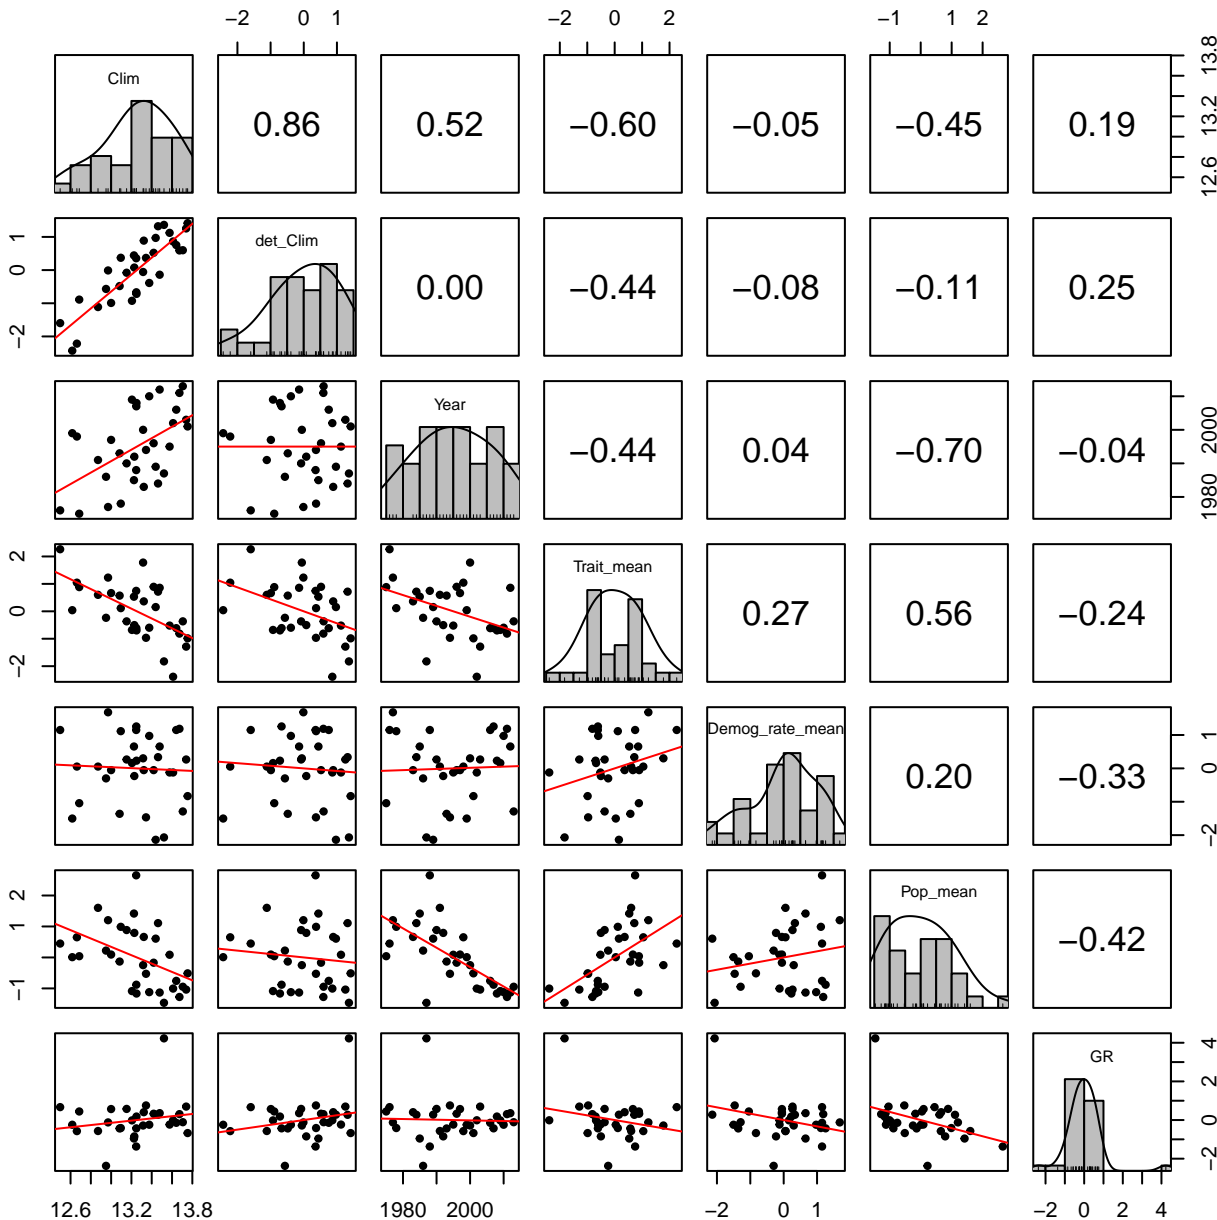 −2 0 1 −2 0 2 −1 1 2
Clim 0.86 0.52 −0.60 −0.05 −0.45 0.19 12.6 13.2 13.8
−2 0 1 det_Clim 0.00 −0.44 −0.08 −0.11 0.25
Year −0.44 0.04 −0.70 −0.04 1980 2000
−2 0 2 Trait_mean 0.27 0.56 −0.24
Demog_rate_mean 0.20 −0.33 −2 0 1
−1 1 2 Pop_mean −0.42
GR −2 0 2 4
12.6 13.2 13.8 1980 2000 −2 0 1 −2 0 2 4